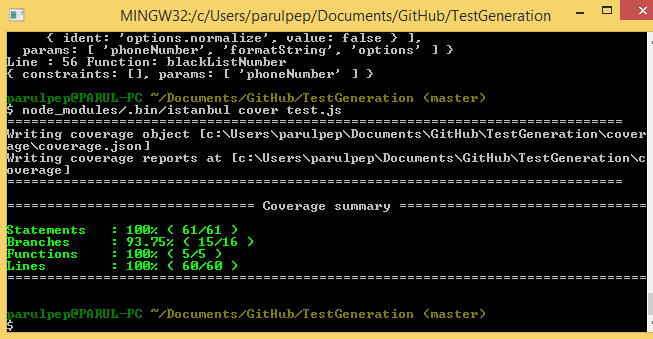 MINGW32:/c/Users/parulpep/Documents/GitHub/TestGeneration
{ ident: 'options.normalize', value: false } ],
params: [ 'phoneNumber', 'formatString', 'options' ] }
Line : 56 Function: blackListNumber
{ constraints: [], params: [ 'phoneNumber' ] }
parulpep@PARUL-PC ~/Documents/GitHub/TestGeneration (master)
$ node_modules/.bin/istanbul cover test.js
=============================================================================
Writing coverage object [c:\Users\parulpep\Documents\GitHub\TestGeneration\cover
age\coverage.json]
Writing coverage reports at [c:\Users\parulpep\Documents\GitHub\TestGeneration\c
overage]
=============================================================================
=============================== Coverage summary ===============================
Statements   : 100% ( 61/61 )
Branches     : 93.75% ( 15/16 )
Functions    : 100% ( 5/5 )
Lines        : 100% ( 60/60 )
================================================================================
parulpep@PARUL-PC ~/Documents/GitHub/TestGeneration (master)
$